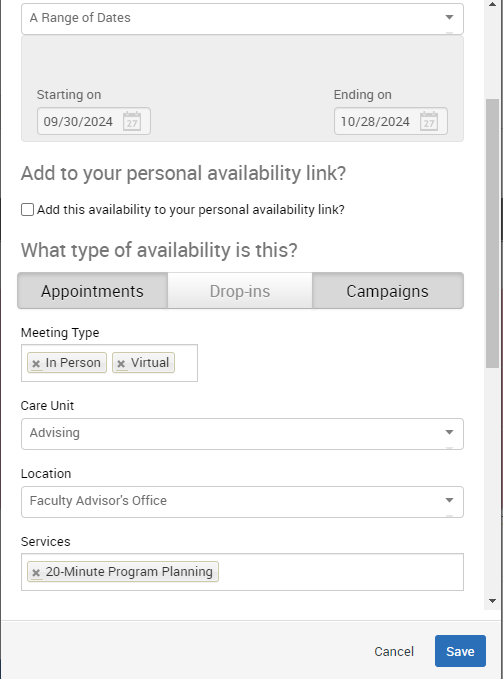 A Range of Dates
Starting on Ending on
09/30/2024 27 10/28/2024 27
Add to your personal availability link?
Add this availability to your personal availability link?
What type of availability is this?
Appointments Drop-ins Campaigns
Meeting Type
× In Person × Virtual
Care Unit
Advising
Location
Faculty Advisor's Office
Services
× 20-Minute Program Planning
Cancel Save